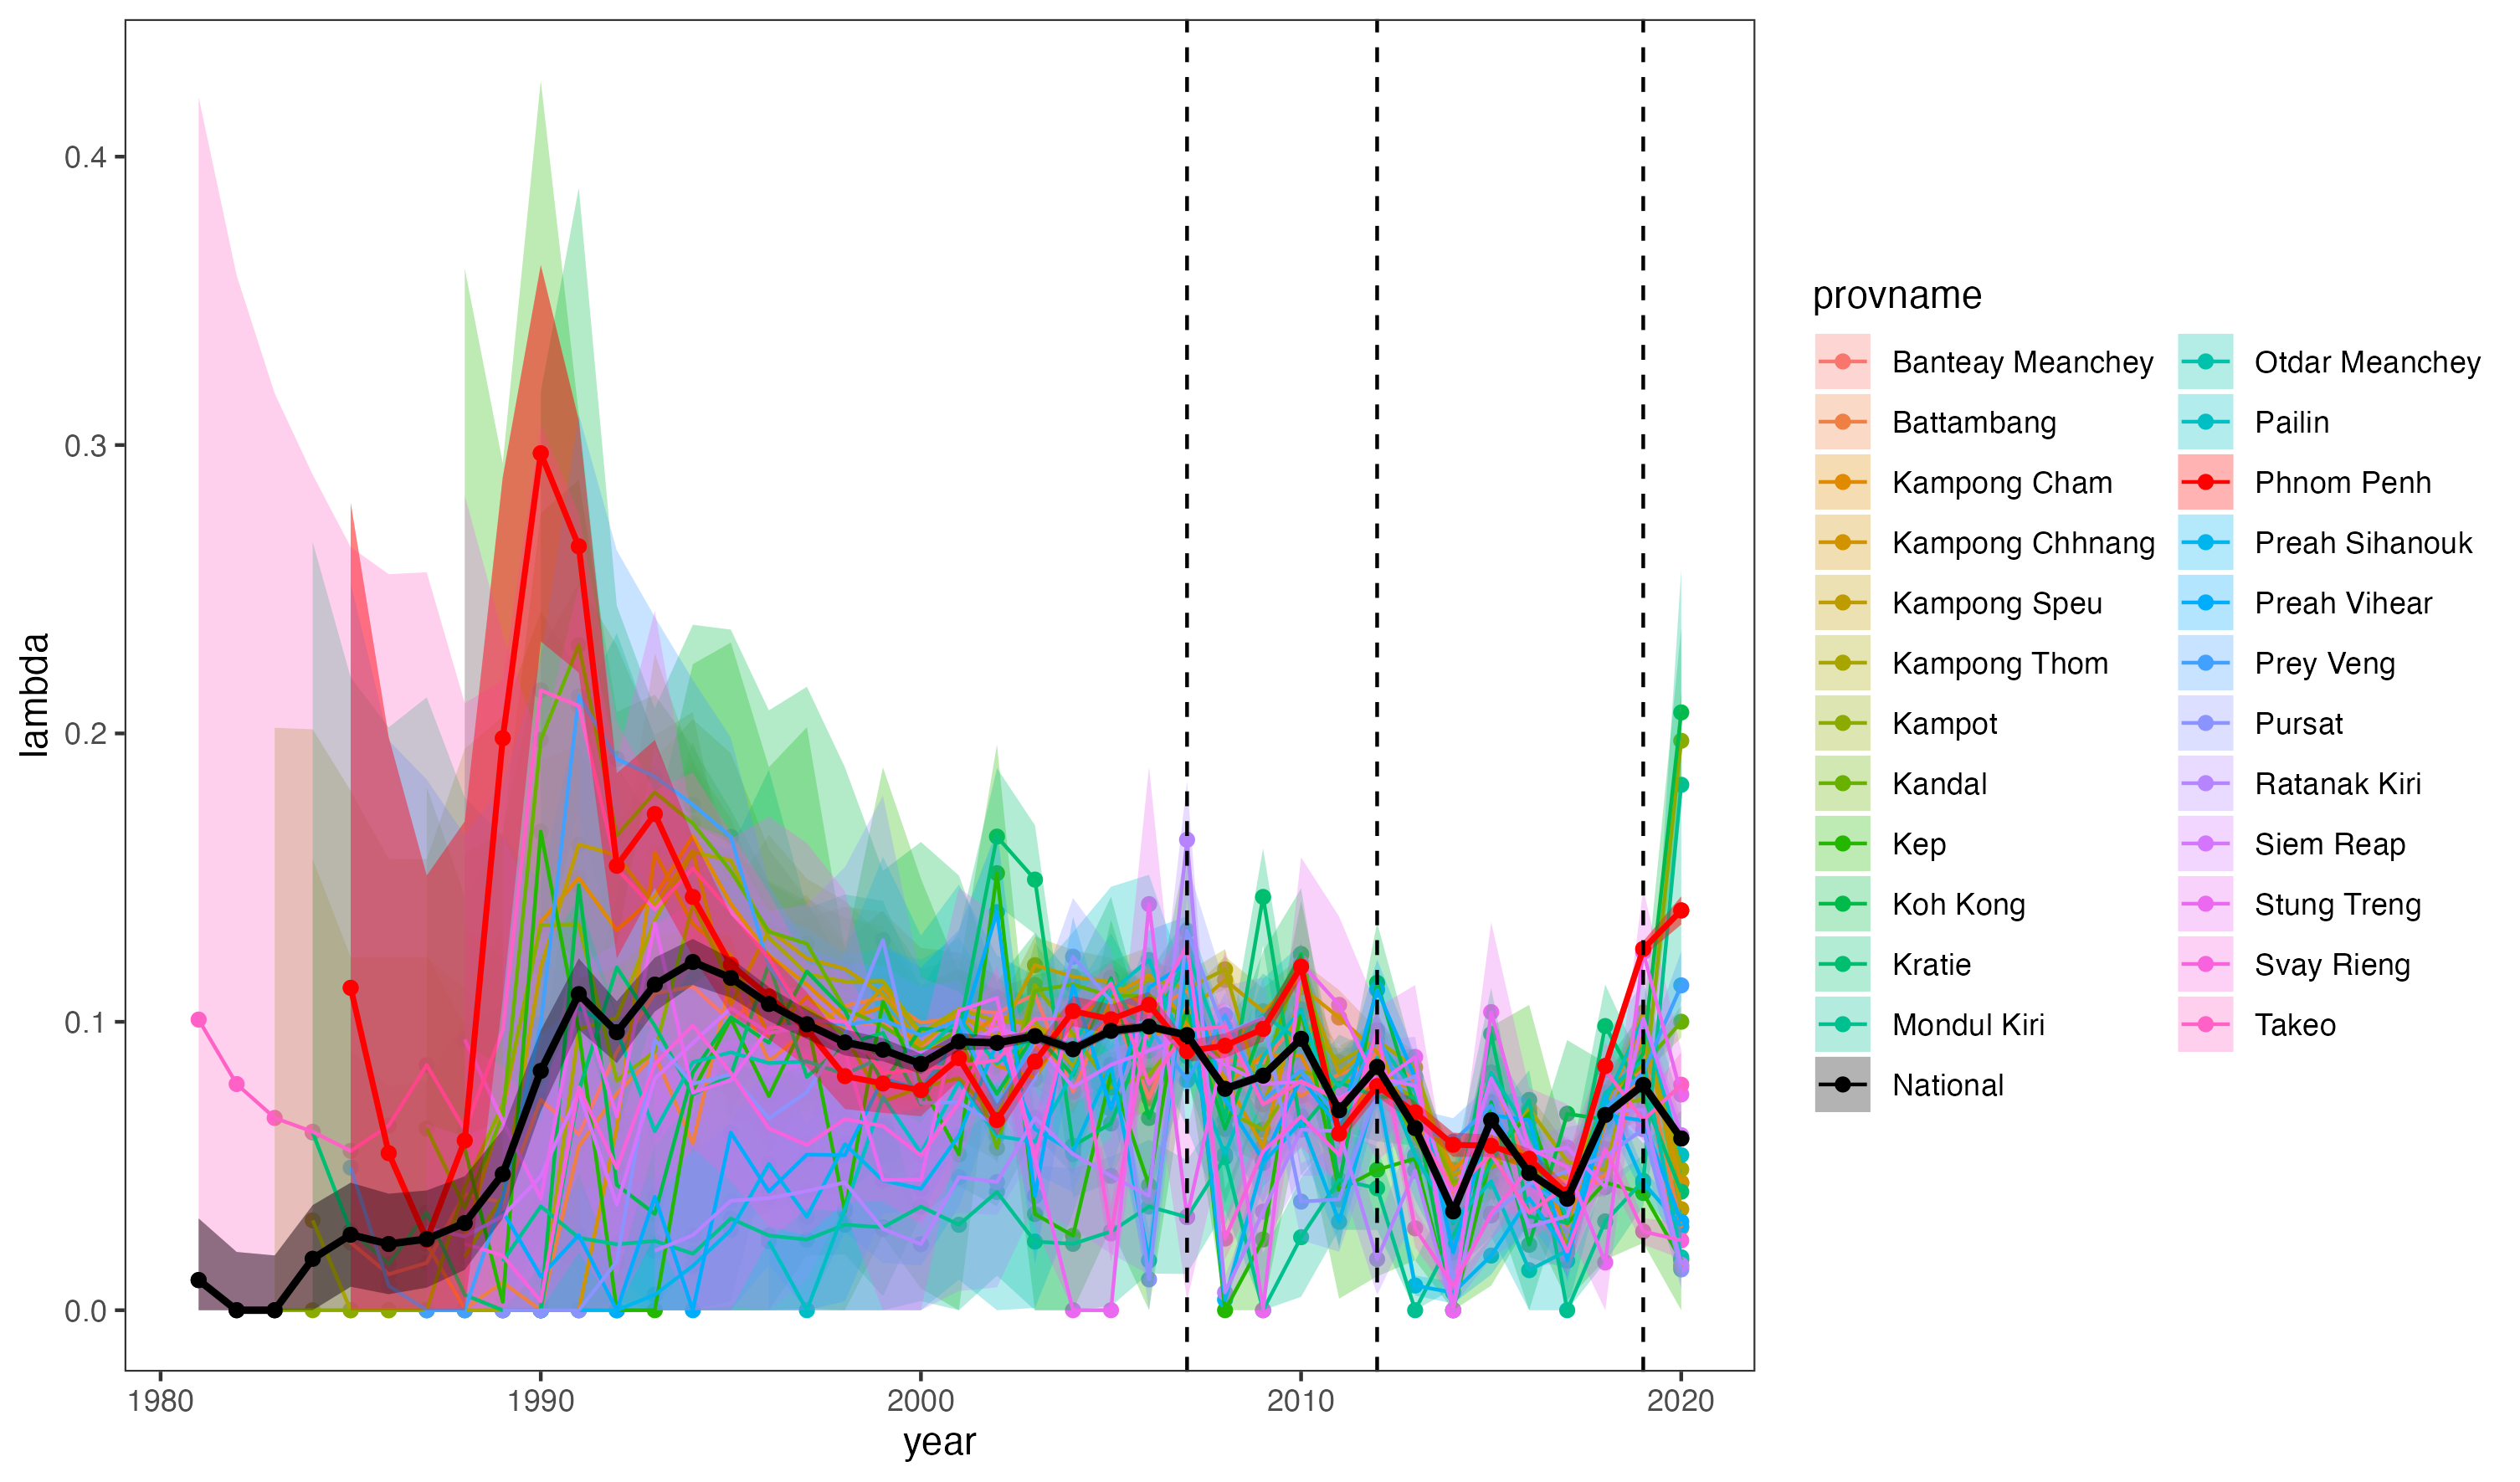 0.4
0.3
0.2
0.1
0.0
lambda
1980 1990 2000 2010 2020
year
provname
Banteay Meanchey
Battambang
Kampong Cham
Kampong Chhnang
Kampong Speu
Kampong Thom
Kampot
Kandal
Kep
Koh Kong
Kratie
Mondul Kiri
National
Otdar Meanchey
Pailin
Phnom Penh
Preah Sihanouk
Preah Vihear
Prey Veng
Pursat
Ratanak Kiri
Siem Reap
Stung Treng
Svay Rieng
Takeo